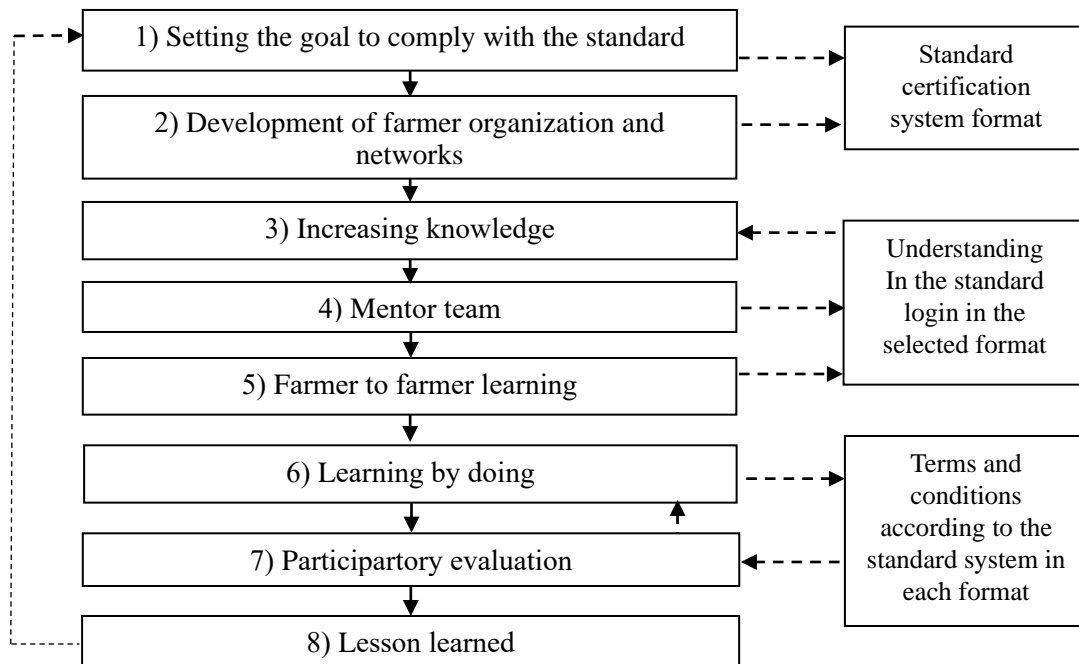 1) Setting the goal to comply with the standard
Standard
certification
system format
2) Development of farmer organization and
networks
3) Increasing knowledge
Understanding
In the standard
login in the
selected format
4) Mentor team
5) Farmer to farmer learning
6) Learning by doing
Terms and
conditions
according to the
standard system in
each format
7) Participartory evaluation
8) Lesson learned